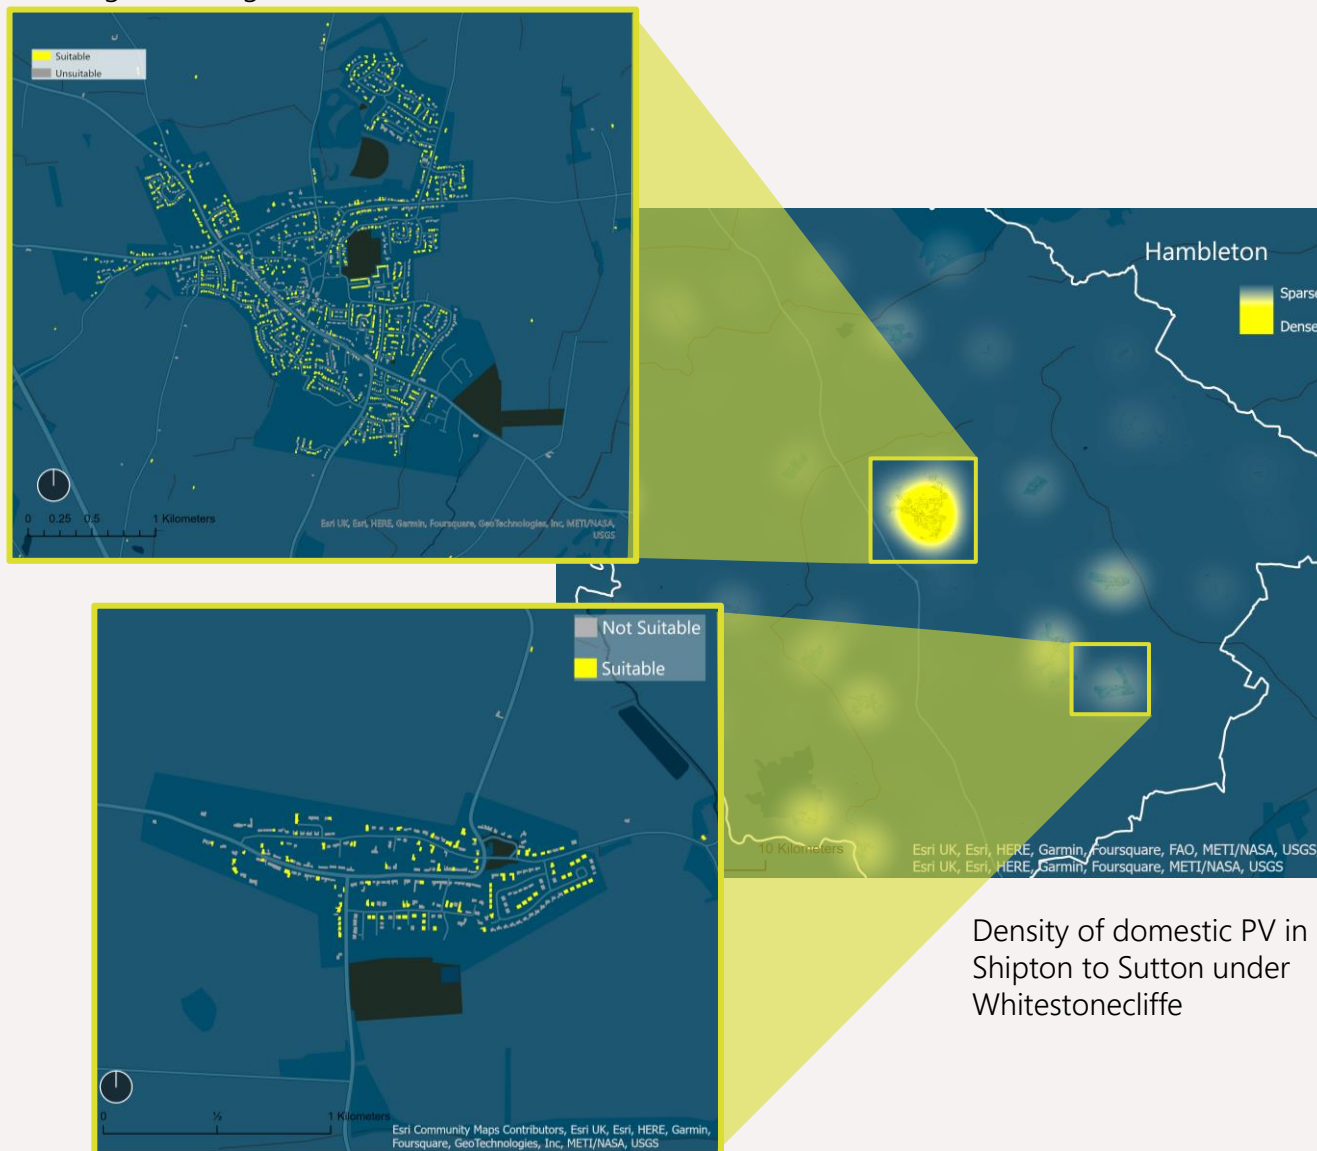 Suitable
Unsuitable
0 0.25 0.5 1 Kilometers
Esri UK, Esri, HERE, Garmin, Foursquare, GeoTechnologies, Inc, METI/NASA,
USGS
Hambleton
Sparse
Dense
10 Kilometers
Esri UK, Esri, HERE, Garmin, Foursquare, FAO, METI/NASA, USGS
Esri UK, Esri, HERE, Garmin, Foursquare, METI/NASA, USGS
Not Suitable
Suitable
0 ½ 1 Kilometers
Esri Community Maps Contributors, Esri UK, Esri, HERE, Garmin,
Foursquare, GeoTechnologies, Inc, METI/NASA, USGS
Density of domestic PV in
Shipton to Sutton under
Whitestonecliffe